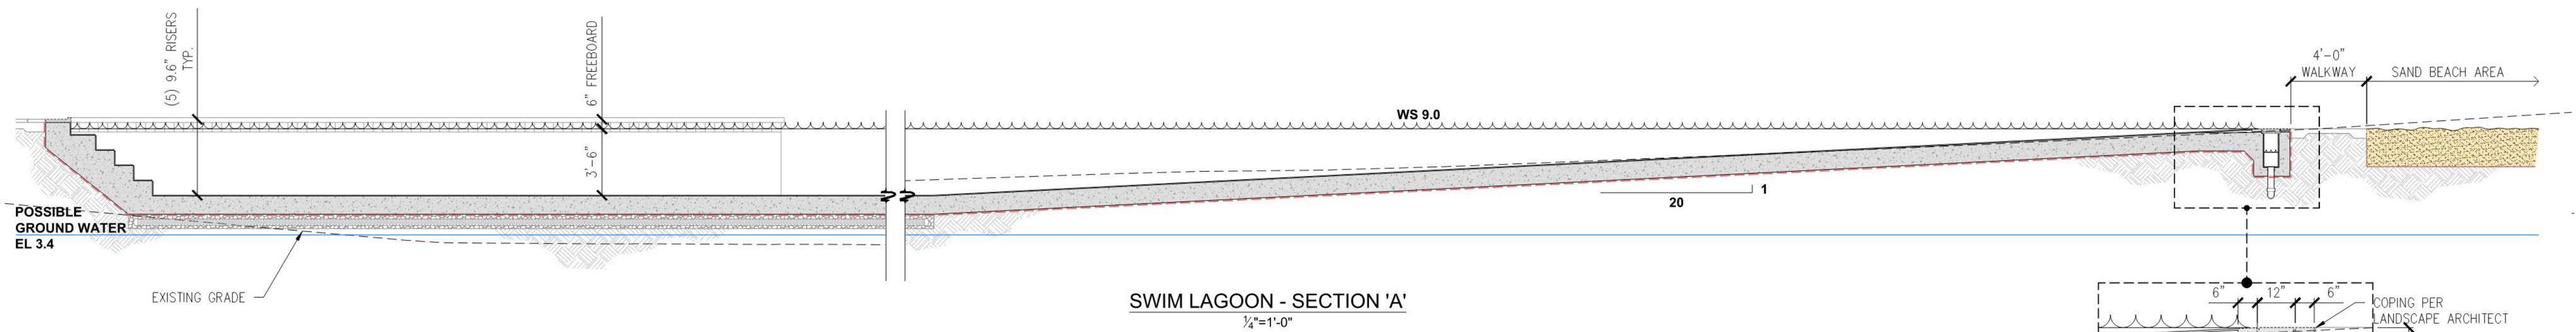 (5) 9.6" RISERS
TYP.
6" FREEBOARD
3'-6"
WS 9.0
4'-0"
WALKWAY
SAND BEACH AREA
1
20
POSSIBLE
GROUND WATER
EL 3.4
EXISTING GRADE
SWIM LAGOON - SECTION 'A'
¼"=1'-0"
6"
12"
6"
COPING PER
LANDSCAPE ARCHITECT